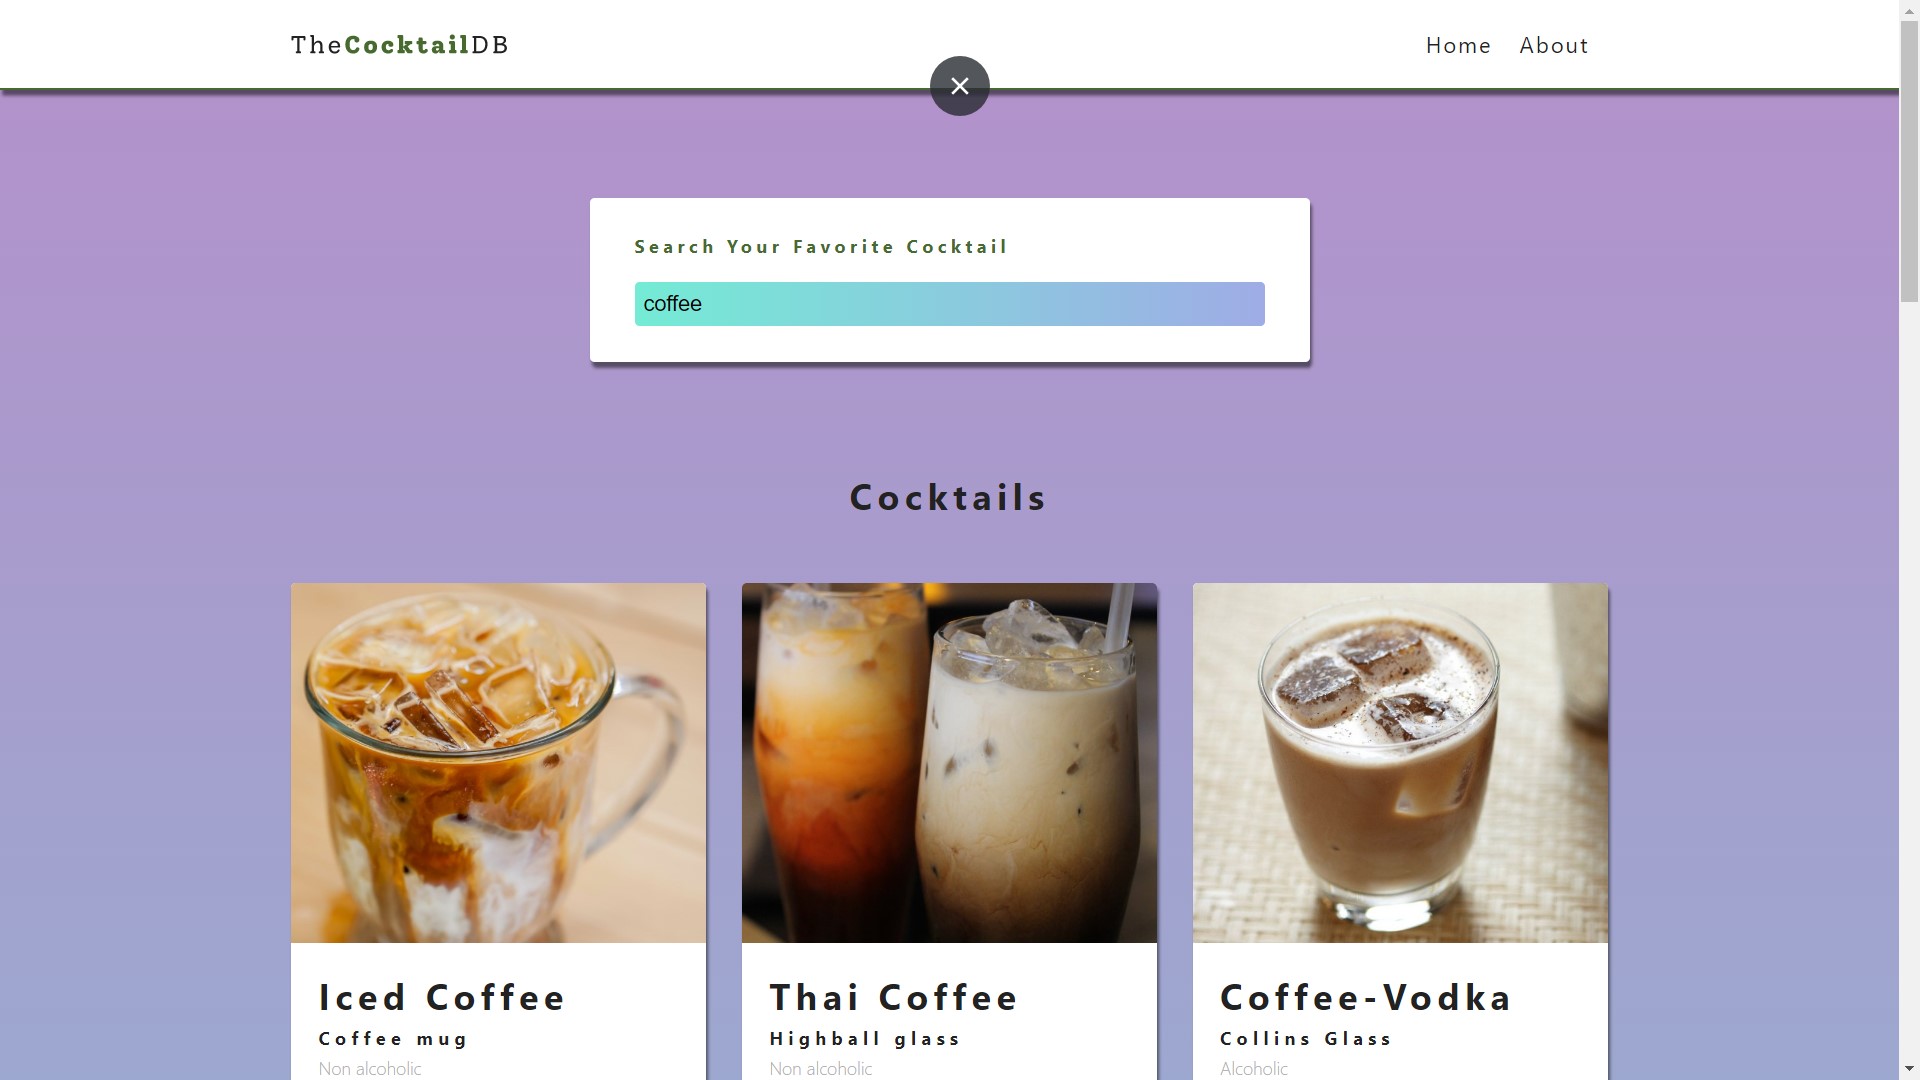 TheCocktailDB
Home About
Search Your Favorite Cocktail
coffee
Cocktails
Iced Coffee
Coffee mug
Non alcoholic
Thai Coffee
Highball glass
Non alcoholic
Coffee-Vodka
Collins Glass
Alcoholic